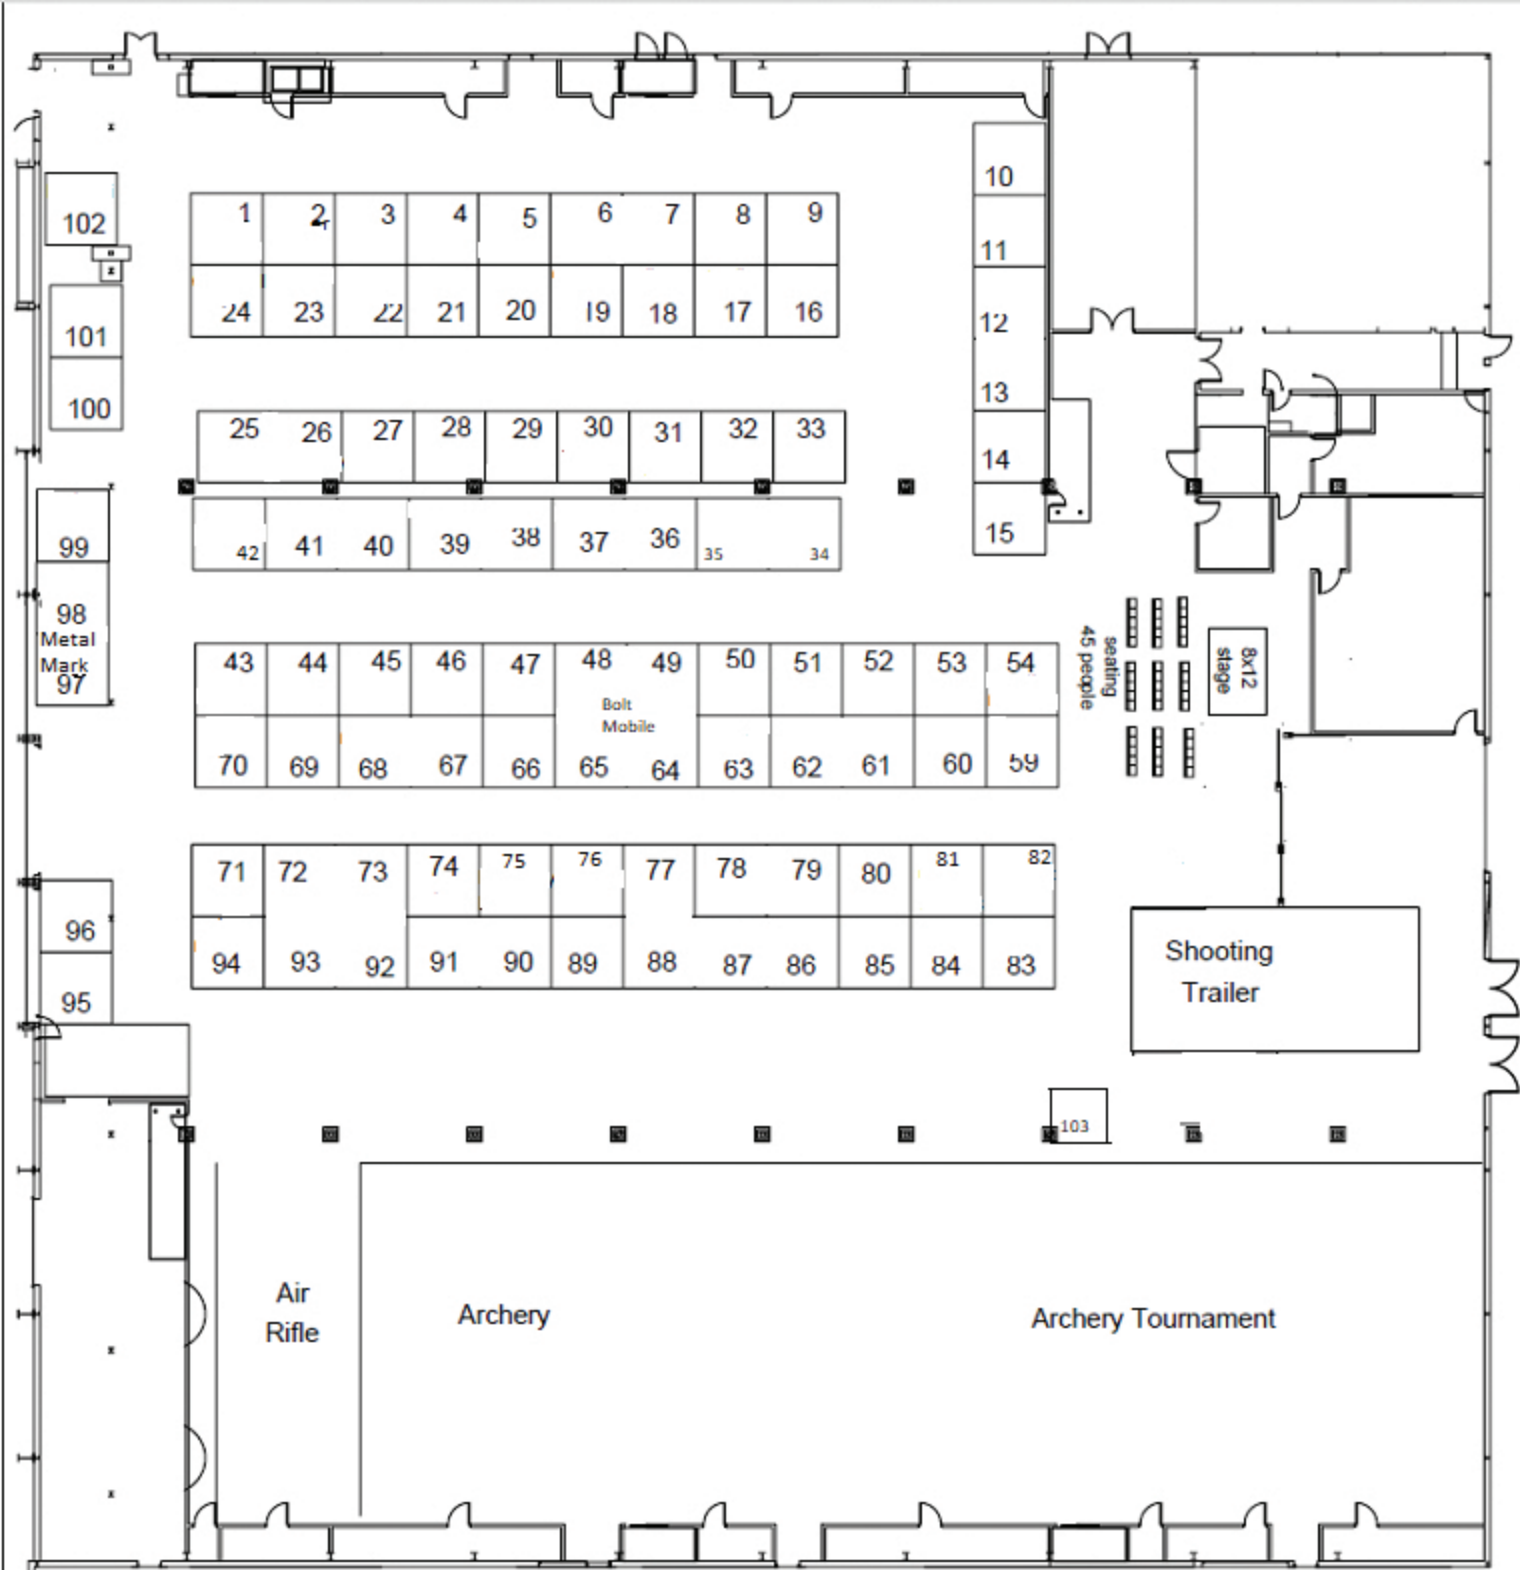 10
102
1 2 3 4 5 6 7 8 9
11
24 23 22 21 20 19 18 17 16
12
101
13
100
25 26 27 28 29 30 31 32 33
14
99
42 41 40 39 38 37 36 35 34
15
98
Metal
Mark
97
43 44 45 46 47 48 49 50 51 52 53 54
Bolt
Mobile
70 69 68 67 66 65 64 63 62 61 60 59
seating
45 people
8x12
stage
71 72 73 74 75 76 77 78 79 80 81 82
96
94 93 92 91 90 89 88 87 86 85 84 83
95
Shooting
Trailer
103
Air
Rifle
Archery
Archery Tournament